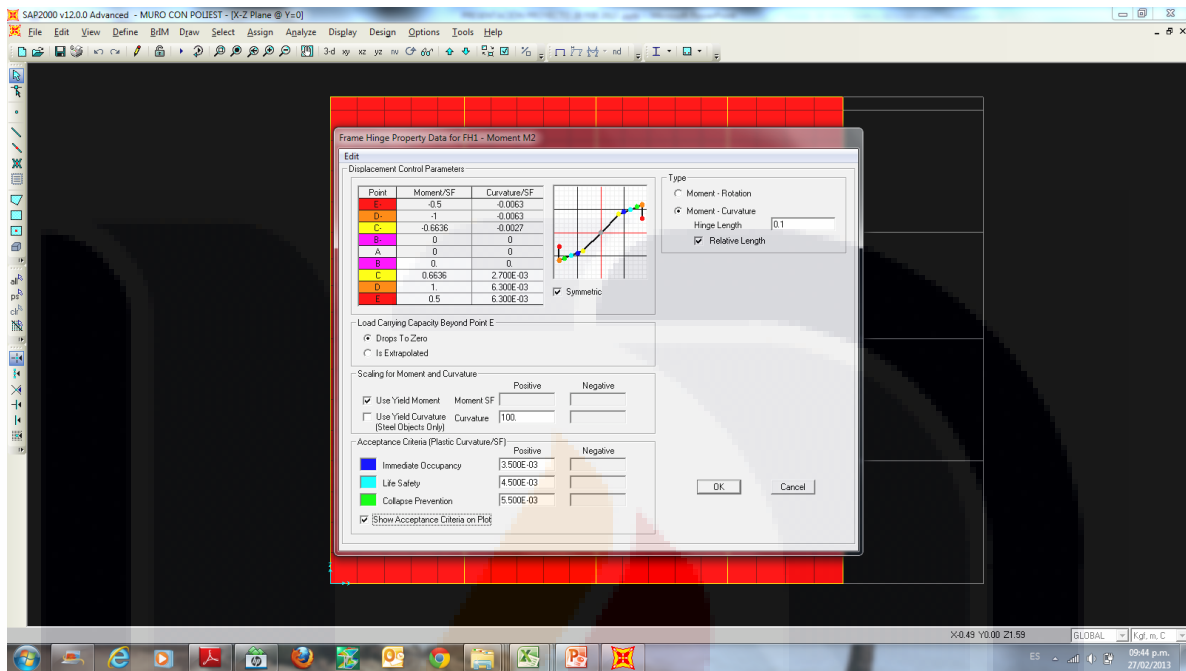 SAP2000 v12.0.0 Advanced - MURO CON POLIEST - [X-Z Plane @ Y=0]
File Edit View Define BrIM Draw Select Assign Analyze Display Design Options Tools Help
3-d xy xz yz nv nd
Frame Hinge Property Data for FH1 - Moment M2
Edit
Displacement Control Parameters
Point Moment/SF Curvature/SF
E- -0.5 -0.0063
D- -1 -0.0063
C- -0.6636 -0.0027
B- 0 0
A 0 0
B 0. 0.
C 0.6636 2.700E-03
D 1. 6.300E-03
E 0.5 6.300E-03
Symmetric
Type
Moment - Rotation
Moment - Curvature
Hinge Length 0.1
Relative Length
Load Carrying Capacity Beyond Point E
Drops To Zero
Is Extrapolated
Scaling for Moment and Curvature
Positive Negative
Use Yield Moment Moment SF
Use Yield Curvature Curvature 100.
(Steel Objects Only)
Acceptance Criteria (Plastic Curvature/SF)
Positive Negative
Immediate Occupancy 3.500E-03
Life Safety 4.500E-03
Collapse Prevention 5.500E-03
Show Acceptance Criteria on Plot
OK Cancel
all
ps
clr
X-0.49 Y0.00 Z1.59 GLOBAL Kgf, m, C
ES 09:44 p.m.
27/02/2013